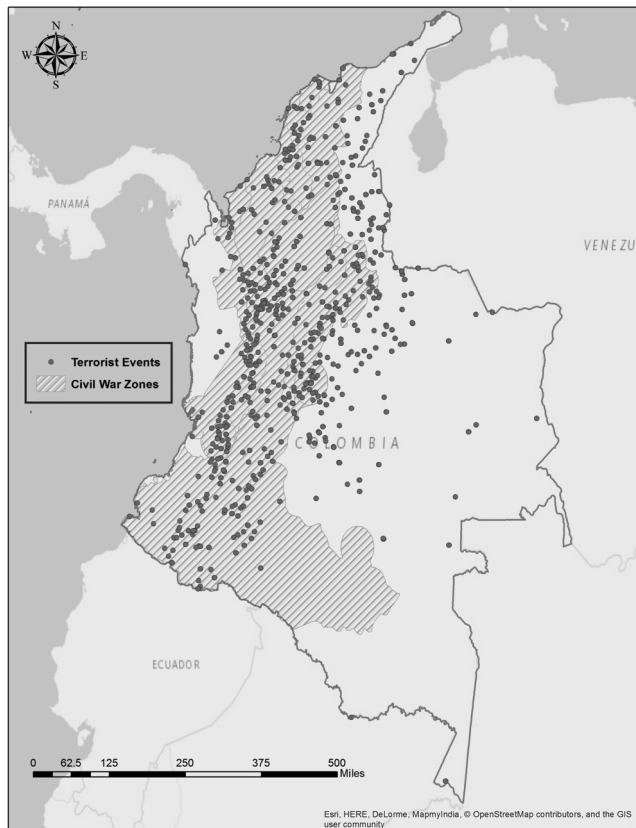 N
W E
S
PANAMÁ
VENEZU
Terrorist Events
Civil War Zones
COLOMBIA
ECUADOR
0 62.5 125 250 375 500
Miles
Esri, HERE, DeLorme, MapmyIndia, © OpenStreetMap contributors, and the GIS
user community